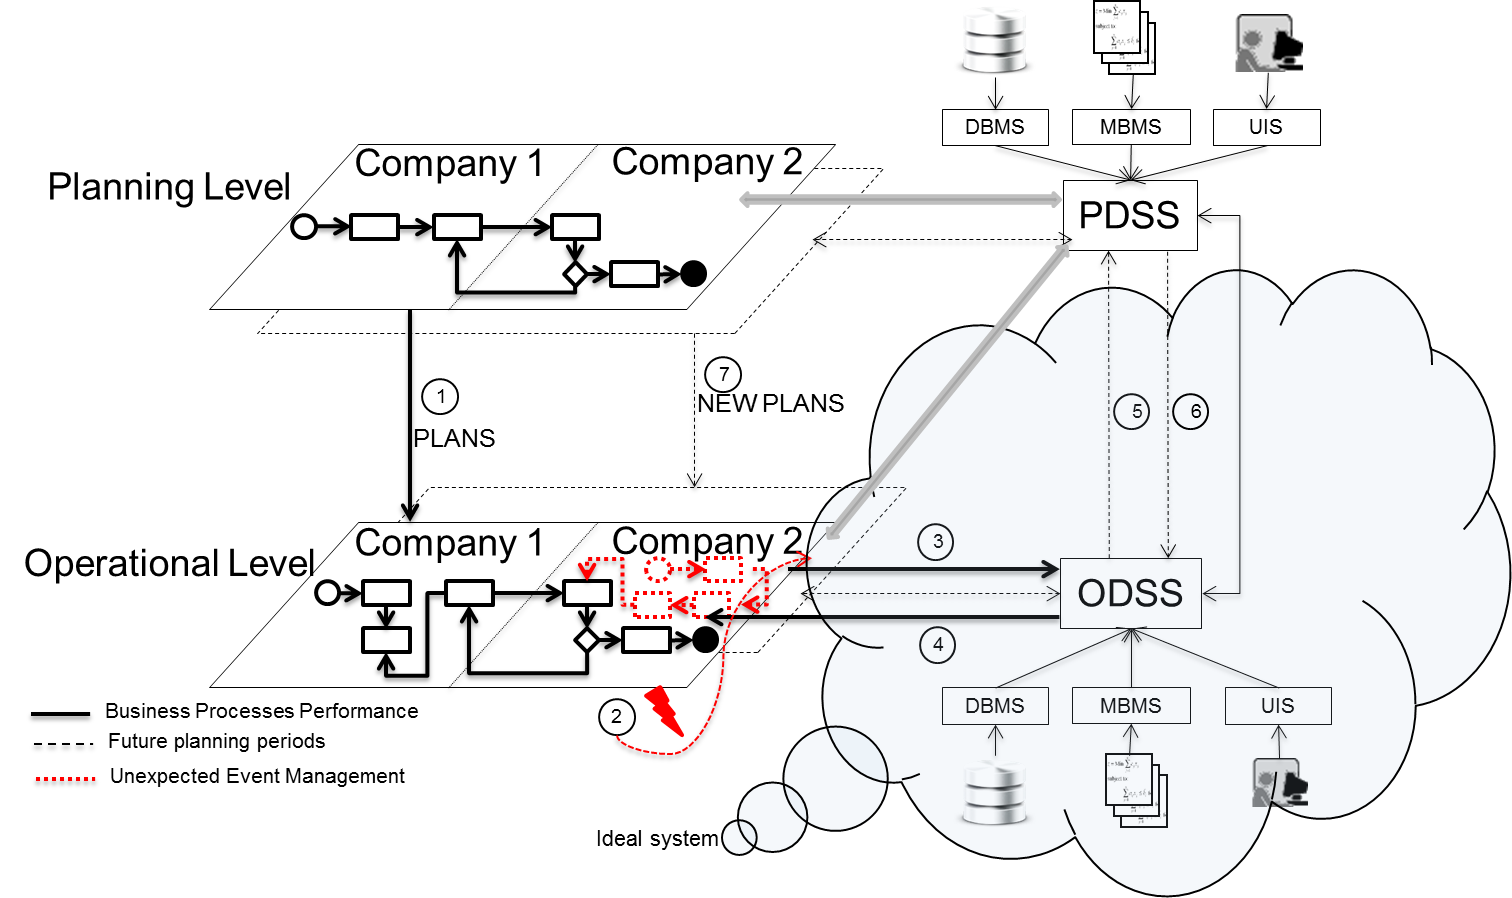 DBMS
MBMS
UIS
Company 1
Company 2
Planning Level
PDSS
1
PLANS
7
NEW PLANS
5
6
Operational Level
Company 1
Company 2
3
ODSS
4
2
DBMS
MBMS
UIS
Business Processes Performance
Future planning periods
Unexpected Event Management
Ideal system